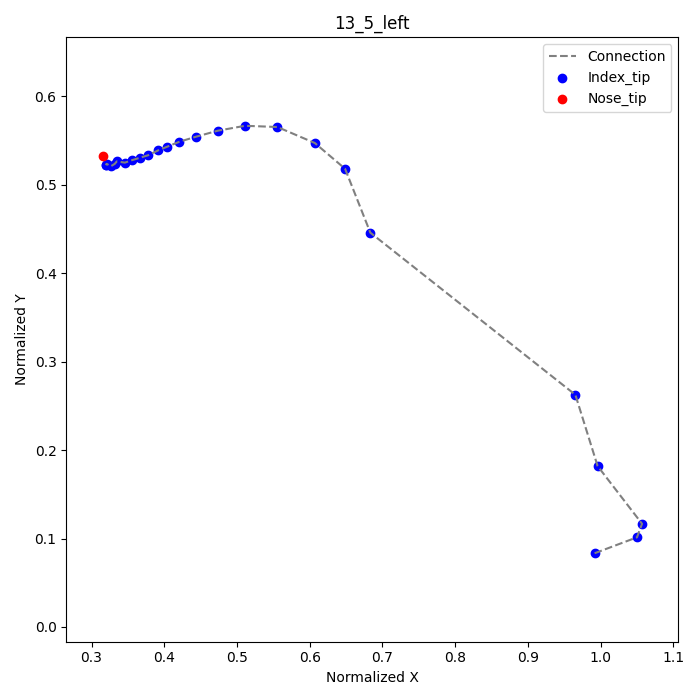 13_5_left
Connection
Index_tip
Nose_tip
Normalized Y
0.6
0.5
0.4
0.3
0.2
0.1
0.0
0.3 0.4 0.5 0.6 0.7 0.8 0.9 1.0 1.1
Normalized X